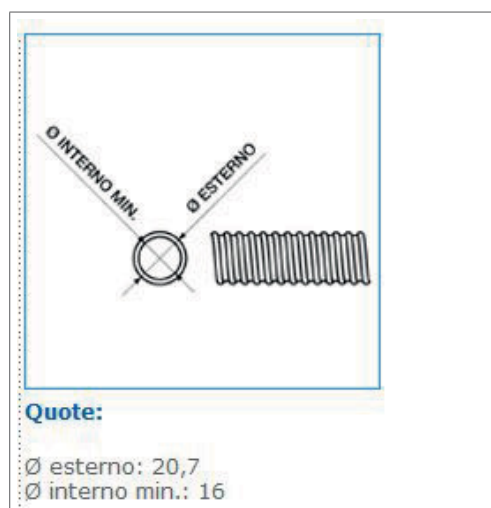 Ø INTERNO MIN.
Ø ESTERNO
Quote:
Ø esterno: 20,7
Ø interno min.: 16